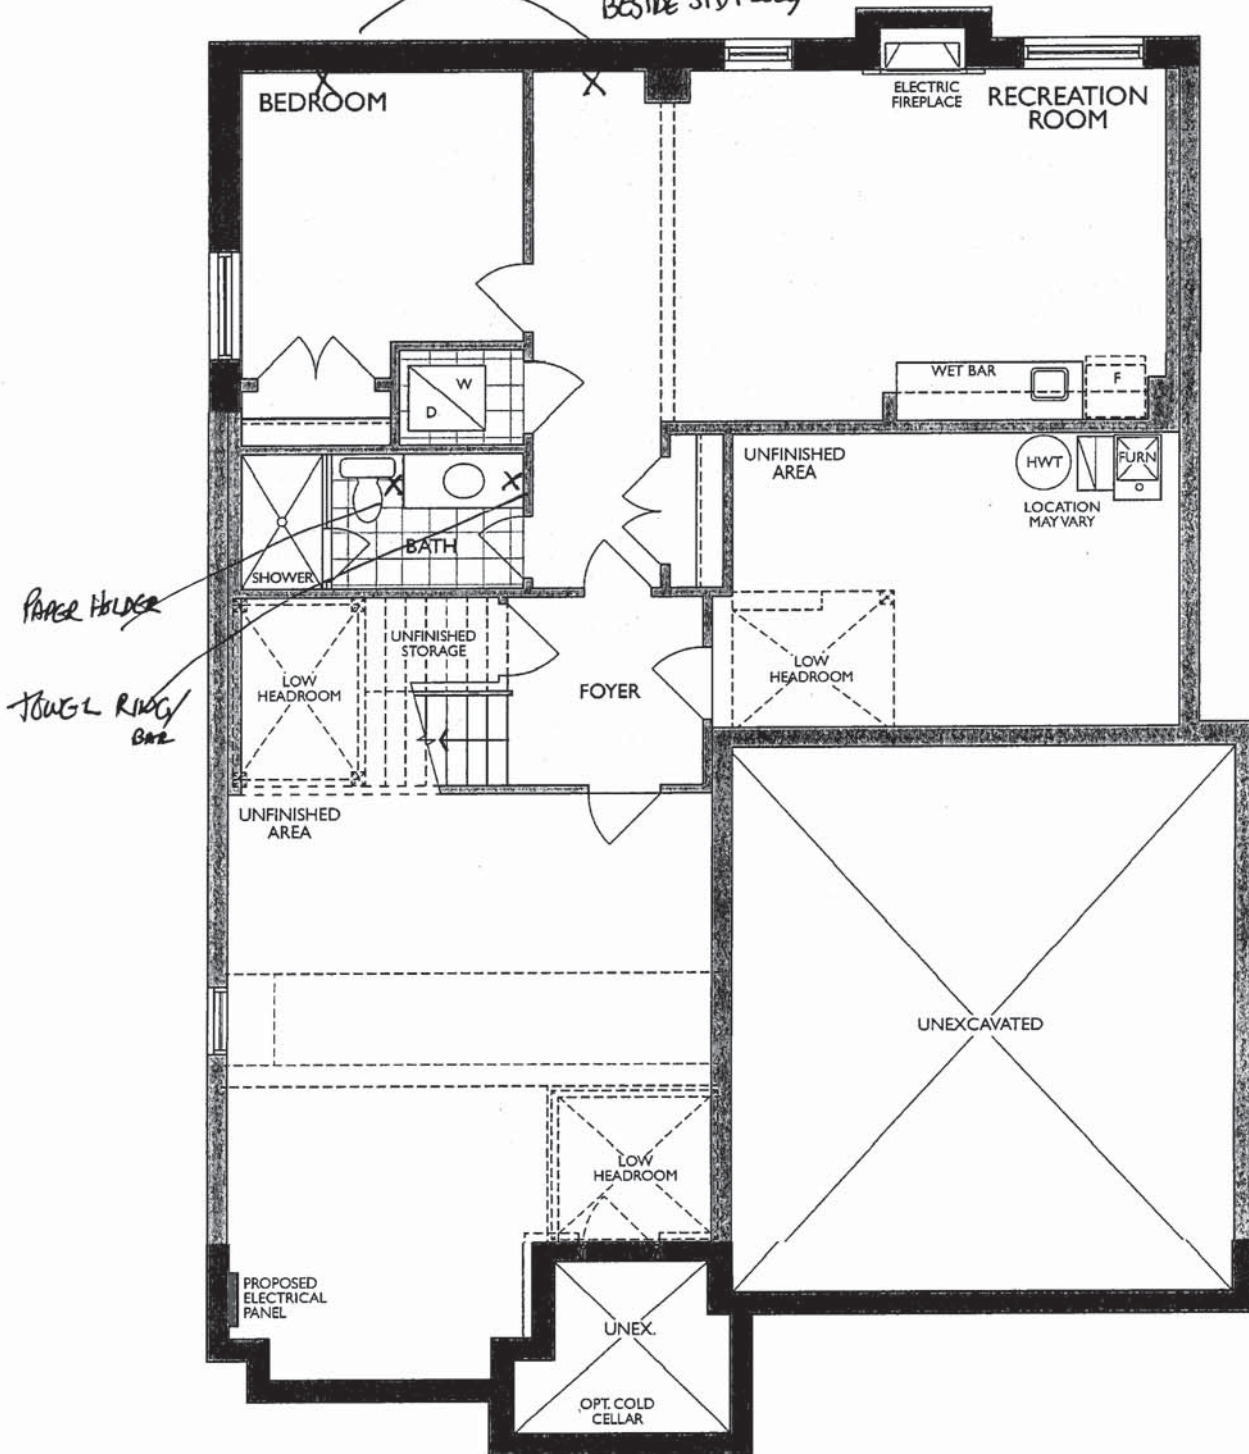 BESIDE
BEDROOM
ELECTRIC
FIREPLACE
RECREATION
ROOM
W
D
WET BAR
F
UNFINISHED
AREA
HWT
FURN
LOCATION
MAY VARY
BATH
SHOWER
PAPER HOLDER
TOWEL RING/
BAR
UNFINISHED
STORAGE
LOW
HEADROOM
FOYER
LOW
HEADROOM
UNFINISHED
AREA
UNEXCAVATED
LOW
HEADROOM
PROPOSED
ELECTRICAL
PANEL
UNEX.
OPT. COLD
CELLAR